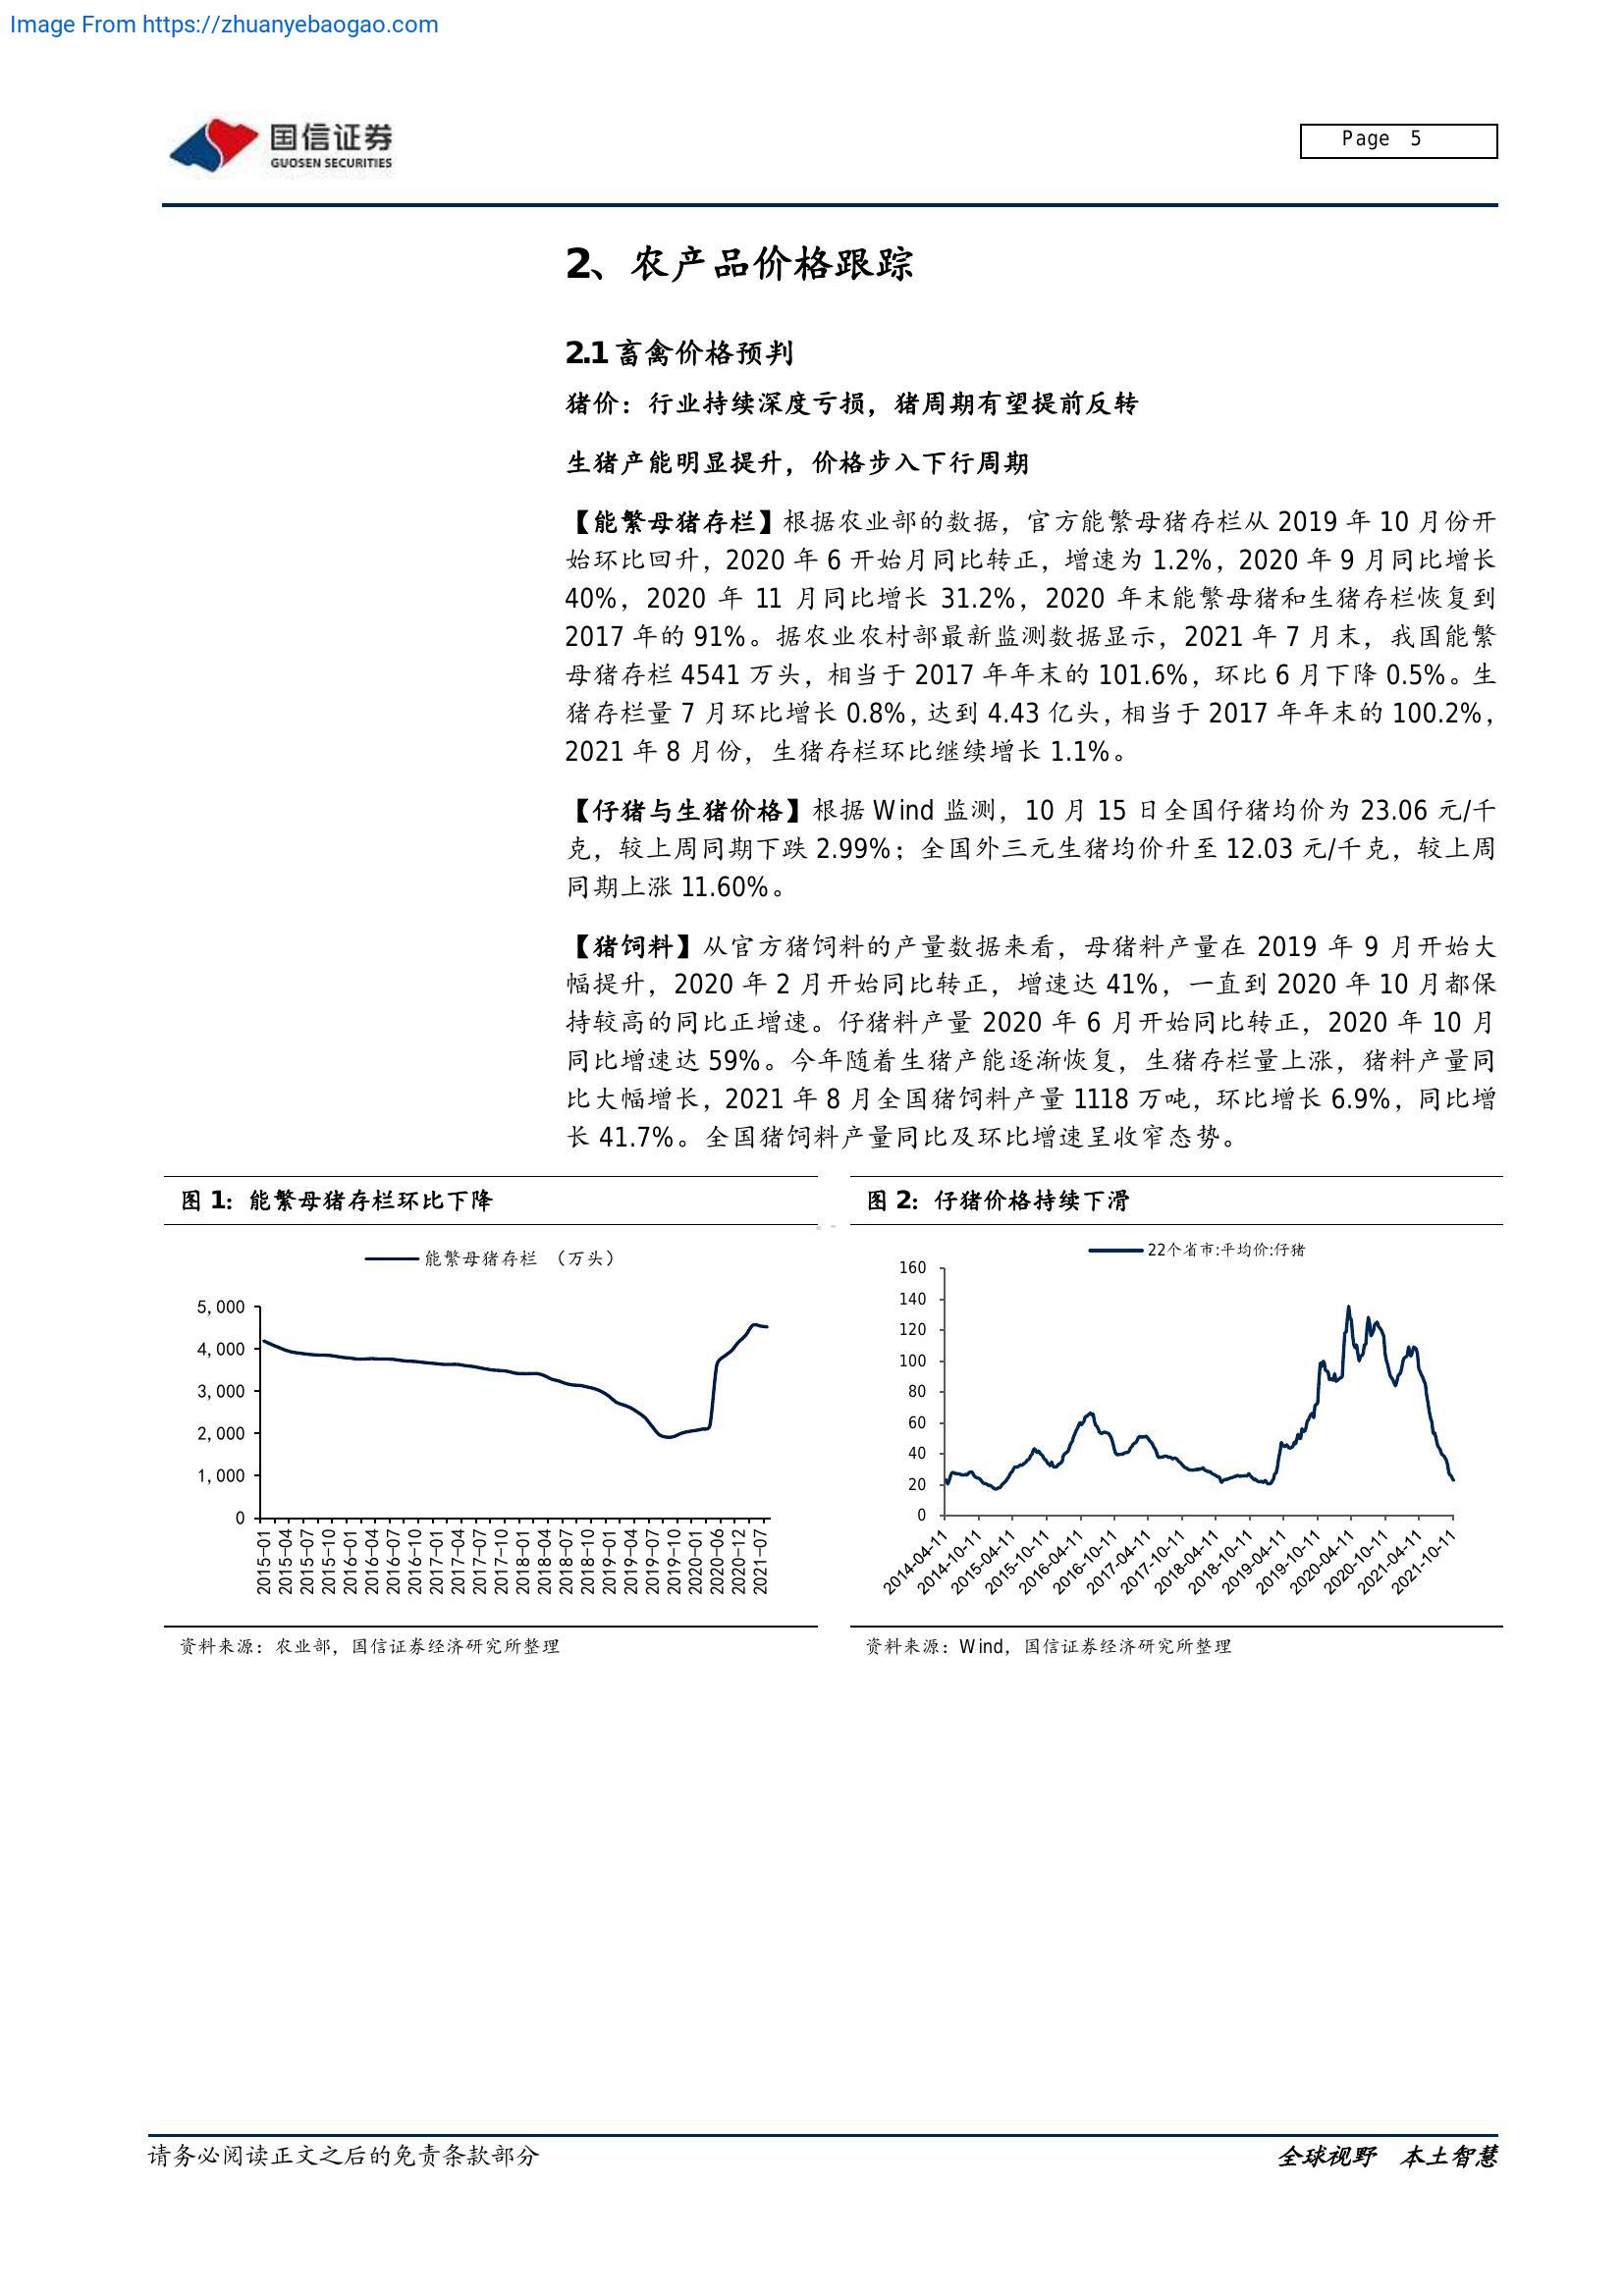 Image From https://zhuanyebaogao.com
国信证券
GUOSEN SECURITIES
Page 5
2、农产品价格跟踪
2.1 畜禽价格预判
猪价：行业持续深度亏损，猪周期有望提前反转
生猪产能明显提升，价格步入下行周期
【能繁母猪存栏】根据农业部的数据，官方能繁母猪存栏从 2019 年 10 月份开
始环比回升，2020 年 6 开始月同比转正，增速为 1.2%，2020 年 9 月同比增长
40%，2020 年 11 月同比增长 31.2%，2020 年末能繁母猪和生猪存栏恢复到
2017 年的 91%。据农业农村部最新监测数据显示，2021 年 7 月末，我国能繁
母猪存栏 4541 万头，相当于 2017 年年末的 101.6%，环比 6 月下降 0.5%。生
猪存栏量 7 月环比增长 0.8%，达到 4.43 亿头，相当于 2017 年年末的 100.2%，
2021 年 8 月份，生猪存栏环比继续增长 1.1%。
【仔猪与生猪价格】根据 Wind 监测，10 月 15 日全国仔猪均价为 23.06 元/千
克，较上周同期下跌 2.99%；全国外三元生猪均价升至 12.03 元/千克，较上周
同期上涨 11.60%。
【猪饲料】从官方猪饲料的产量数据来看，母猪料产量在 2019 年 9 月开始大
幅提升，2020 年 2 月开始同比转正，增速达 41%，一直到 2020 年 10 月都保
持较高的同比正增速。仔猪料产量 2020 年 6 月开始同比转正，2020 年 10 月
同比增速达 59%。今年随着生猪产能逐渐恢复，生猪存栏量上涨，猪料产量同
比大幅增长，2021 年 8 月全国猪饲料产量 1118 万吨，环比增长 6.9%，同比增
长 41.7%。全国猪饲料产量同比及环比增速呈收窄态势。
图 1：能繁母猪存栏环比下降
能繁母猪存栏 （万头）
5,000
4,000
3,000
2,000
1,000
0
2015-01
2015-04
2015-07
2015-10
2016-01
2016-04
2016-07
2016-10
2017-01
2017-04
2017-07
2017-10
2018-01
2018-04
2018-07
2018-10
2019-01
2019-04
2019-07
2019-10
2020-01
2020-06
2020-12
2021-07
资料来源：农业部，国信证券经济研究所整理
图 2：仔猪价格持续下滑
22个省市:平均价:仔猪
160
140
120
100
80
60
40
20
0
2014-04-11
2014-10-11
2015-04-11
2015-10-11
2016-04-11
2016-10-11
2017-04-11
2017-10-11
2018-04-11
2018-10-11
2019-04-11
2019-10-11
2020-04-11
2020-10-11
2021-04-11
2021-10-11
资料来源：Wind，国信证券经济研究所整理
请务必阅读正文之后的免责条款部分
全球视野 本土智慧